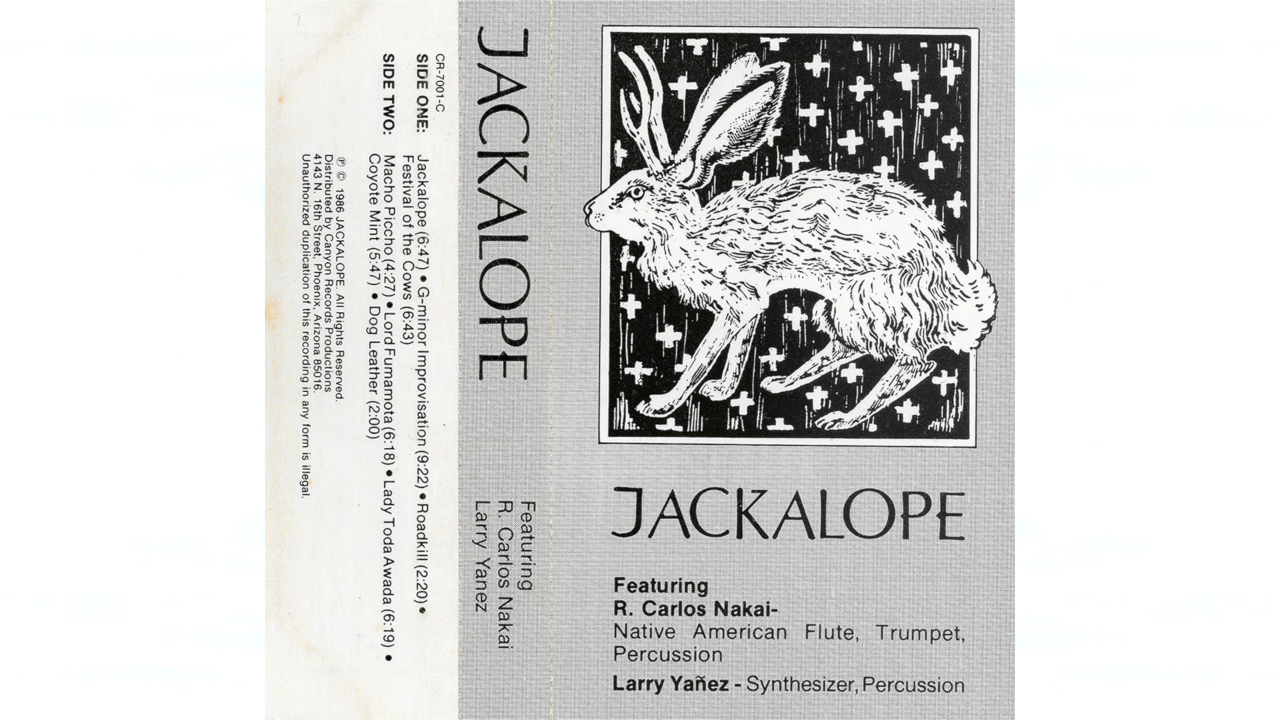 CR-7001-C
SIDE ONE: Jackalope (6:47) • G-minor Improvisation (9:22) • Roadkill (2:20) •
Festival of the Cows (6:43)
SIDE TWO: Macho Piccho (4:27) • Lord Fumamota (6:18) • Lady Toda Awada (6:19) •
Coyote Mint (5:47) • Dog Leather (2:00)
℗ © 1986 JACKALOPE. All Rights Reserved.
Distributed by Canyon Records Productions
4143 N. 16th Street, Phoenix, Arizona 85016.
Unauthorized duplication of this recording in any form is illegal.
JACKALOPE
Featuring
R. Carlos Nakai
Larry Yanez
JACKALOPE
Featuring
R. Carlos Nakai-
Native American Flute, Trumpet,
Percussion
Larry Yañez - Synthesizer, Percussion